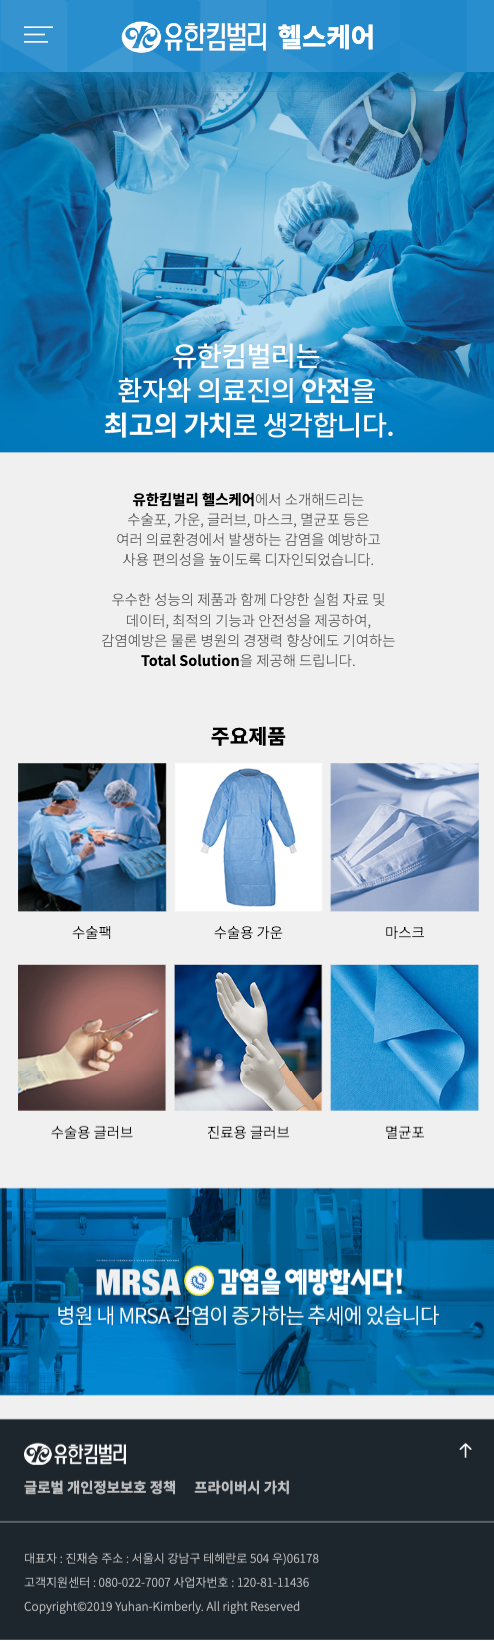 유한킴벌리 헬스케어
유한킴벌리는
환자와 의료진의 안전을
최고의 가치로 생각합니다.
유한킴벌리 헬스케어에서 소개해드리는
수술포, 가운, 글러브, 마스크, 멸균포 등은
여러 의료환경에서 발생하는 감염을 예방하고
사용 편의성을 높이도록 디자인되었습니다.
우수한 성능의 제품과 함께 다양한 실험 자료 및
데이터, 최적의 기능과 안전성을 제공하여,
감염예방은 물론 병원의 경쟁력 향상에도 기여하는
Total Solution을 제공해 드립니다.
주요제품
수술팩
수술용 가운
마스크
수술용 글러브
진료용 글러브
멸균포
MRSA 감염을 예방합시다!
병원 내 MRSA 감염이 증가하는 추세에 있습니다
유한킴벌리
글로벌 개인정보보호 정책 프라이버시 가치
대표자 : 진재승 주소 : 서울시 강남구 테헤란로 504 우)06178
고객지원센터 : 080-022-7007 사업자번호 : 120-81-11436
Copyright©2019 Yuhan-Kimberly. All right Reserved